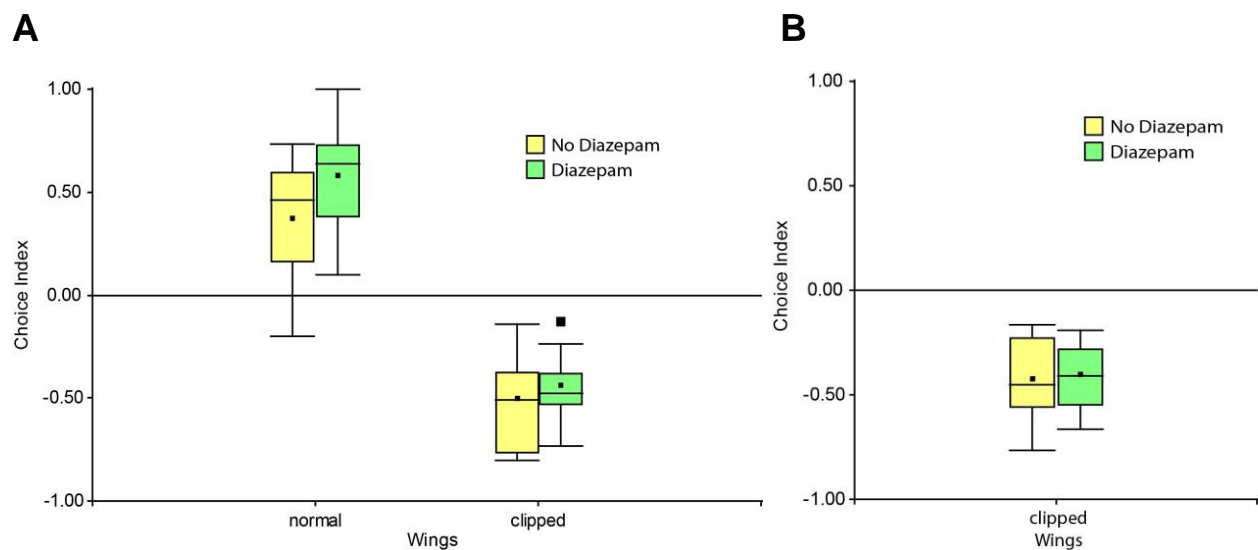 A
1.00
0.50
0.00
-0.50
-1.00
Choice Index
No Diazepam
Diazepam
normal
clipped
Wings
B
1.00
0.50
0.00
-0.50
-1.00
Choice Index
No Diazepam
Diazepam
clipped
Wings